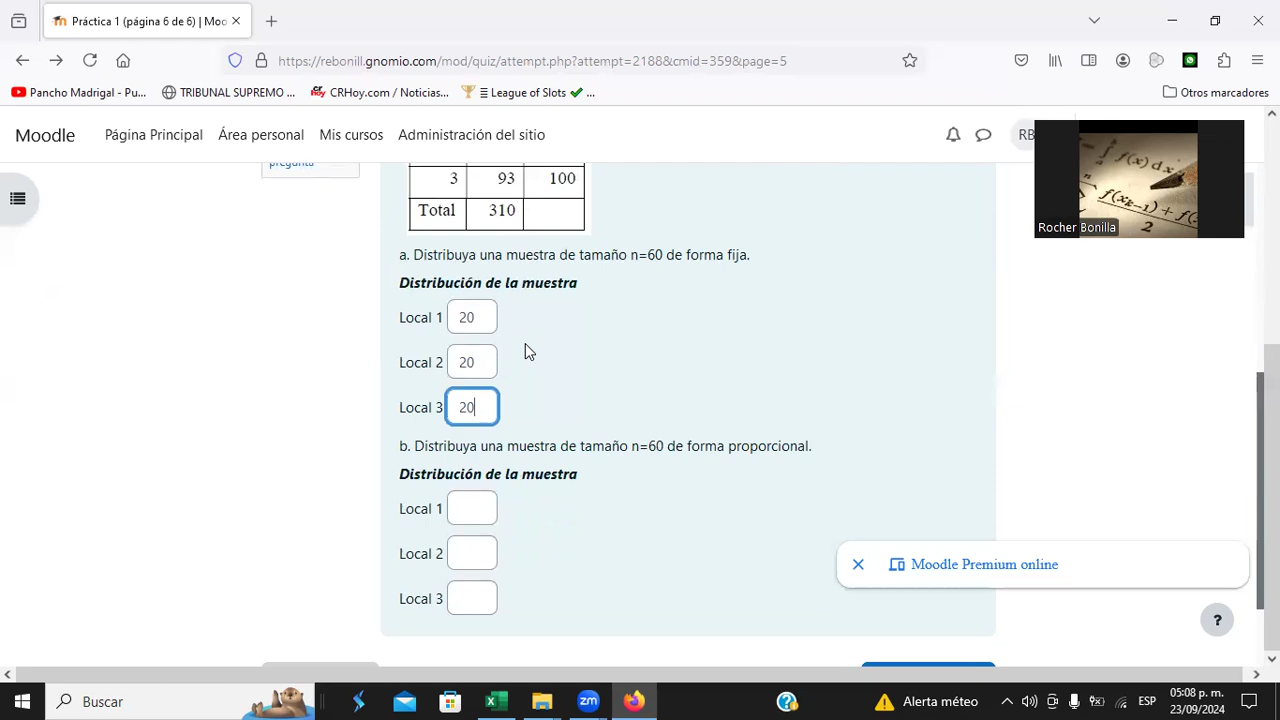 Práctica 1 (página 6 de 6) | Moo
https://rebonill.gnomio.com/mod/quiz/attempt.php?attempt=2188&cmid=359&page=5
Pancho Madrigal - Pu...
TRIBUNAL SUPREMO ...
CRHoy.com / Noticias...
League of Slots ✔ ...
Otros marcadores
Moodle
Página Principal
Área personal
Mis cursos
Administración del sitio
RB
pregunta
3 93 100
Total 310
Rocher Bonilla
a. Distribuya una muestra de tamaño n=60 de forma fija.
Distribución de la muestra
Local 1 20
Local 2 20
Local 3 20
b. Distribuya una muestra de tamaño n=60 de forma proporcional.
Distribución de la muestra
Local 1
Local 2
Local 3
Moodle Premium online
?
Buscar
Alerta méteo
ESP
05:08 p. m.
23/09/2024